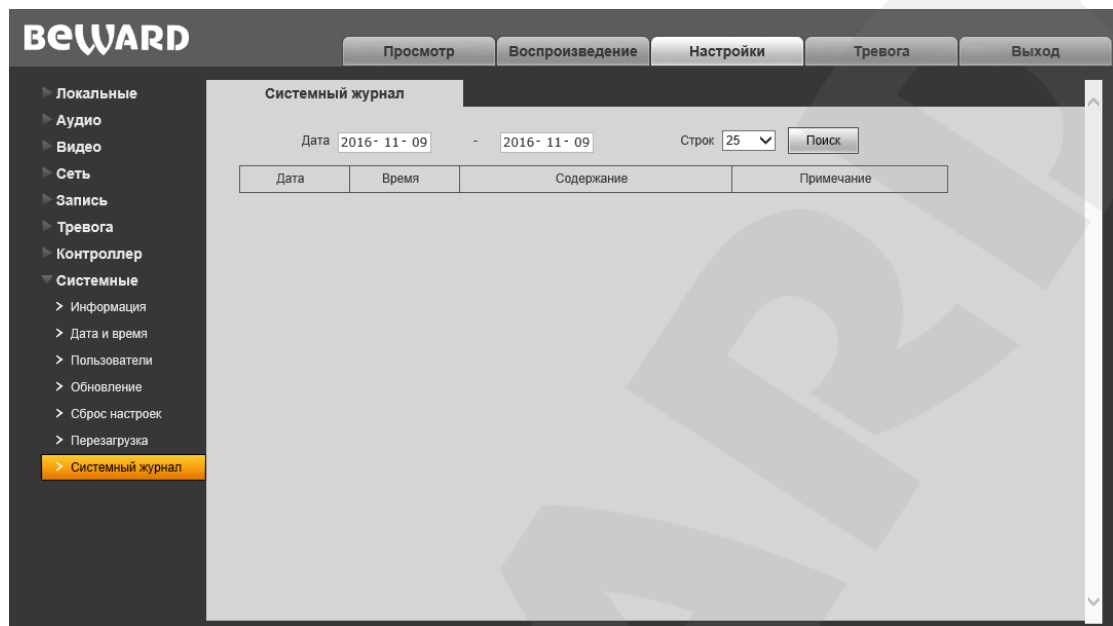 BEWARD
Просмотр Воспроизведение Настройки Тревога Выход
Локальные
Аудио
Видео
Сеть
Запись
Тревога
Контроллер
Системные
Информация
Дата и время
Пользователи
Обновление
Сброс настроек
Перезагрузка
Системный журнал
Системный журнал
Дата 2016- 11- 09 - 2016- 11- 09 Строк 25 Поиск
Дата Время Содержание Примечание